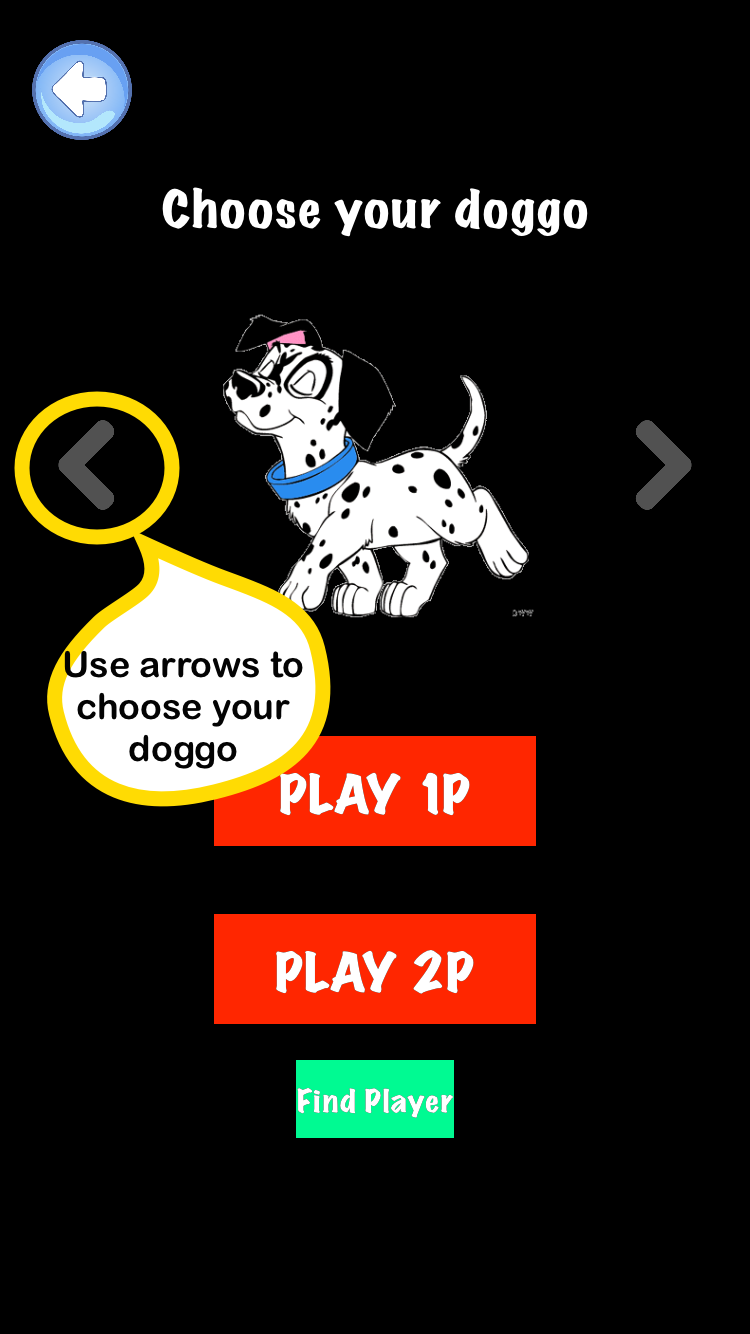 Choose your doggo
Use arrows to
choose your
doggo
PLAY 1P
PLAY 2P
Find Player